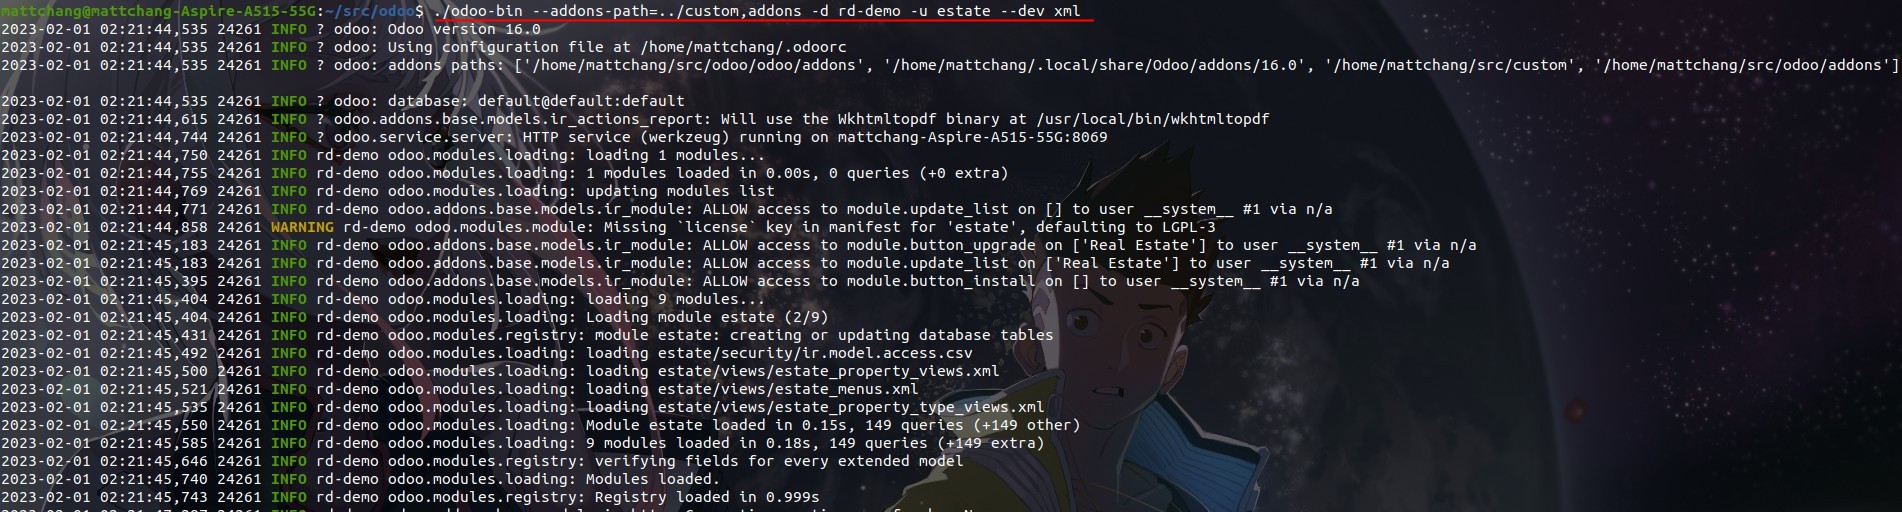 mattchang@mattchang-Aspire-A515-55G:~/src/odoo$ ./odoo-bin --addons-path=../custom,addons -d rd-demo -u estate --dev xml
2023-02-01 02:21:44,535 24261 INFO ? odoo: Odoo version 16.0
2023-02-01 02:21:44,535 24261 INFO ? odoo: Using configuration file at /home/mattchang/.odoorc
2023-02-01 02:21:44,535 24261 INFO ? odoo: addons paths: ['/home/mattchang/src/odoo/odoo/addons', '/home/mattchang/.local/share/Odoo/addons/16.0', '/home/mattchang/src/custom', '/home/mattchang/src/odoo/addons']
2023-02-01 02:21:44,535 24261 INFO ? odoo: database: default@default:default
2023-02-01 02:21:44,615 24261 INFO ? odoo.addons.base.models.ir_actions_report: Will use the Wkhtmltopdf binary at /usr/local/bin/wkhtmltopdf
2023-02-01 02:21:44,744 24261 INFO ? odoo.service.server: HTTP service (werkzeug) running on mattchang-Aspire-A515-55G:8069
2023-02-01 02:21:44,750 24261 INFO rd-demo odoo.modules.loading: loading 1 modules...
2023-02-01 02:21:44,755 24261 INFO rd-demo odoo.modules.loading: 1 modules loaded in 0.00s, 0 queries (+0 extra)
2023-02-01 02:21:44,769 24261 INFO rd-demo odoo.modules.loading: updating modules list
2023-02-01 02:21:44,771 24261 INFO rd-demo odoo.addons.base.models.ir_module: ALLOW access to module.update_list on [] to user __system__ #1 via n/a
2023-02-01 02:21:44,858 24261 WARNING rd-demo odoo.modules.module: Missing `license` key in manifest for 'estate', defaulting to LGPL-3
2023-02-01 02:21:45,183 24261 INFO rd-demo odoo.addons.base.models.ir_module: ALLOW access to module.button_upgrade on ['Real Estate'] to user __system__ #1 via n/a
2023-02-01 02:21:45,183 24261 INFO rd-demo odoo.addons.base.models.ir_module: ALLOW access to module.update_list on ['Real Estate'] to user __system__ #1 via n/a
2023-02-01 02:21:45,395 24261 INFO rd-demo odoo.addons.base.models.ir_module: ALLOW access to module.button_install on [] to user __system__ #1 via n/a
2023-02-01 02:21:45,404 24261 INFO rd-demo odoo.modules.loading: loading 9 modules...
2023-02-01 02:21:45,404 24261 INFO rd-demo odoo.modules.loading: Loading module estate (2/9)
2023-02-01 02:21:45,431 24261 INFO rd-demo odoo.modules.registry: module estate: creating or updating database tables
2023-02-01 02:21:45,492 24261 INFO rd-demo odoo.modules.loading: loading estate/security/ir.model.access.csv
2023-02-01 02:21:45,500 24261 INFO rd-demo odoo.modules.loading: loading estate/views/estate_property_views.xml
2023-02-01 02:21:45,521 24261 INFO rd-demo odoo.modules.loading: loading estate/views/estate_menus.xml
2023-02-01 02:21:45,535 24261 INFO rd-demo odoo.modules.loading: loading estate/views/estate_property_type_views.xml
2023-02-01 02:21:45,550 24261 INFO rd-demo odoo.modules.loading: Module estate loaded in 0.15s, 149 queries (+149 other)
2023-02-01 02:21:45,585 24261 INFO rd-demo odoo.modules.loading: 9 modules loaded in 0.18s, 149 queries (+149 extra)
2023-02-01 02:21:45,646 24261 INFO rd-demo odoo.modules.registry: verifying fields for every extended model
2023-02-01 02:21:45,740 24261 INFO rd-demo odoo.modules.loading: Modules loaded.
2023-02-01 02:21:45,743 24261 INFO rd-demo odoo.modules.registry: Registry loaded in 0.999s